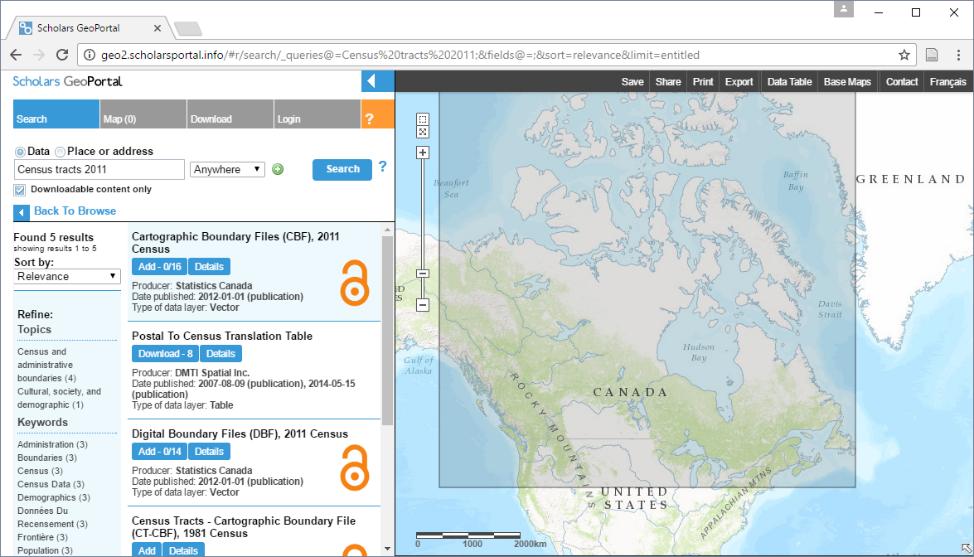 Scholars GeoPortal
geo2.scholarsportal.info/#r/search/_queries@=Census%20tracts%202011;&fields@=;&sort=relevance&limit=entitled
Scholars GeoPortal
Save Share Print Export Data Table Base Maps Contact Français
Search Map (0) Download Login ?
Data Place or address
Census tracts 2011 Anywhere Search ?
Downloadable content only
Back To Browse
Found 5 results
showing results 1 to 5
Sort by:
Relevance
Refine:
Topics
Census and
administrative
boundaries (4)
Cultural, society, and
demographic (1)
Keywords
Administration (3)
Boundaries (3)
Census (3)
Census Data (3)
Demographics (3)
Données Du
Recensement (3)
Frontière (3)
Population (3)
Cartographic Boundary Files (CBF), 2011
Census
Add - 0/16 Details
Producer: Statistics Canada
Date published: 2012-01-01 (publication)
Type of data layer: Vector
Postal To Census Translation Table
Download - 8 Details
Producer: DMTI Spatial Inc.
Date published: 2007-08-09 (publication), 2014-05-15
(publication)
Type of data layer: Table
Digital Boundary Files (DBF), 2011 Census
Add - 0/14 Details
Producer: Statistics Canada
Date published: 2012-01-01 (publication)
Type of data layer: Vector
Census Tracts - Cartographic Boundary File
(CT-CBF), 1981 Census
Add Details
Beaufort
Sea
Baffin
Bay
GREENLAND
Davis
Strait
Hudson
Bay
Gulf of
Alaska
CANADA
ROCKY MOUNTAINS
UNITED
STATES
APPALACHIAN MTNS
0 1000 2000km